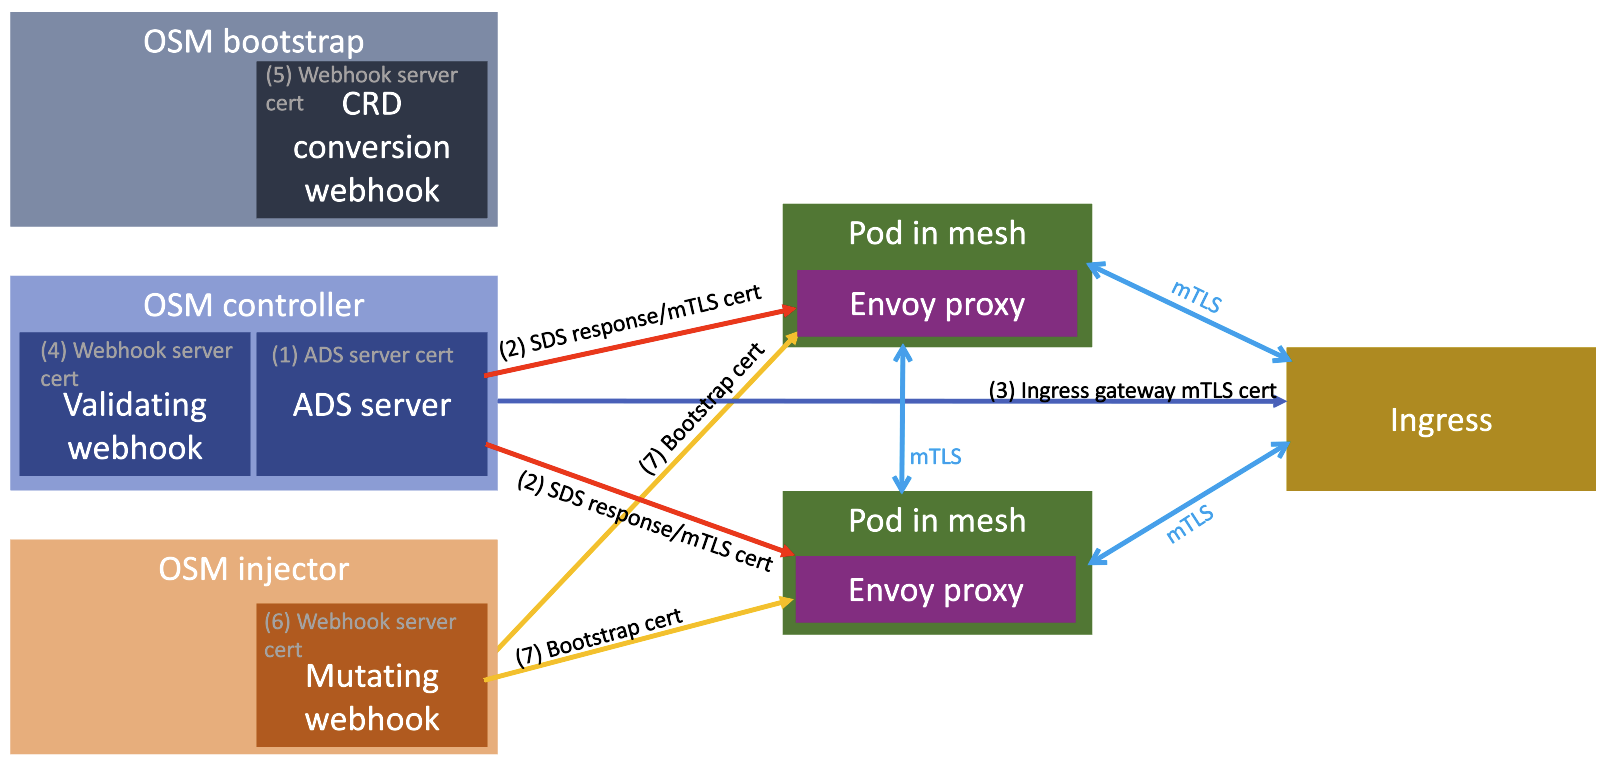 OSM bootstrap
(5) Webhook server
cert
CRD
conversion
webhook
OSM controller
(4) Webhook server
cert
Validating
webhook
(1) ADS server cert
ADS server
OSM injector
(6) Webhook server
cert
Mutating
webhook
(2) SDS response/mTLS cert
(7) Bootstrap cert
(2) SDS response/mTLS cert
(7) Bootstrap cert
Pod in mesh
Envoy proxy
mTLS
(3) Ingress gateway mTLS cert
mTLS
Pod in mesh
Envoy proxy
mTLS
Ingress